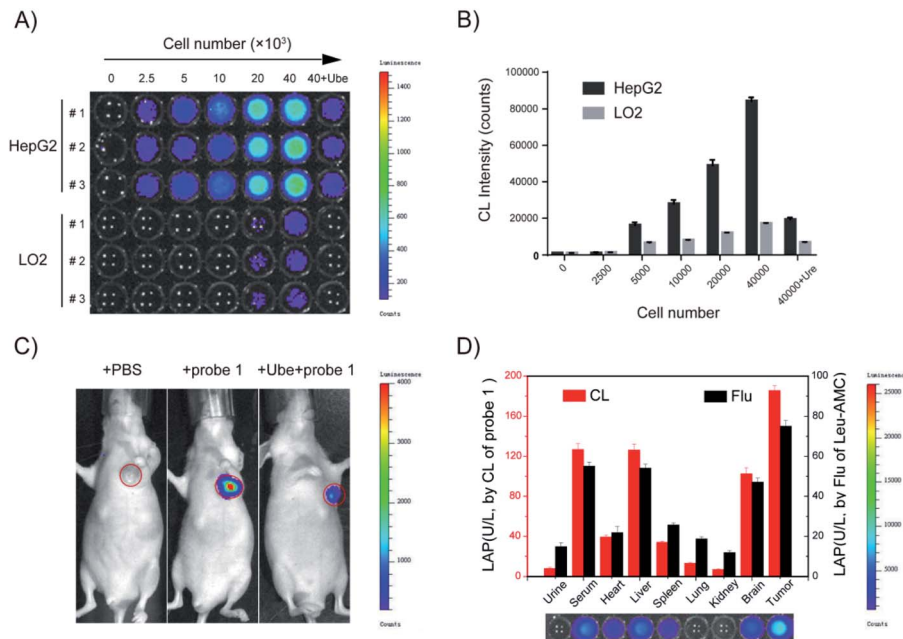 A)
Cell number (×10³)
0 2.5 5 10 20 40 40+Ube
HepG2
# 1
# 2
# 3
LO2
# 1
# 2
# 3
Luminescence
1400
1200
1000
800
600
400
200
Counts
B)
CL Intensity (counts)
100000
80000
60000
40000
20000
0
HepG2
LO2
0 2500 5000 10000 20000 40000 40000+Ure
Cell number
C)
+PBS +probe 1 +Ube+probe 1
Luminescence
4000
3000
2000
1000
Counts
D)
LAP(U/L, by CL of probe 1 )
200
160
120
80
40
0
CL
Flu
100
80
60
40
20
0
LAP(U/L, by Flu of Leu-AMC)
Urine Serum Heart Liver Spleen Lung Kidney Brain Tumor
Luminescence
25000
20000
15000
10000
5000
Counts